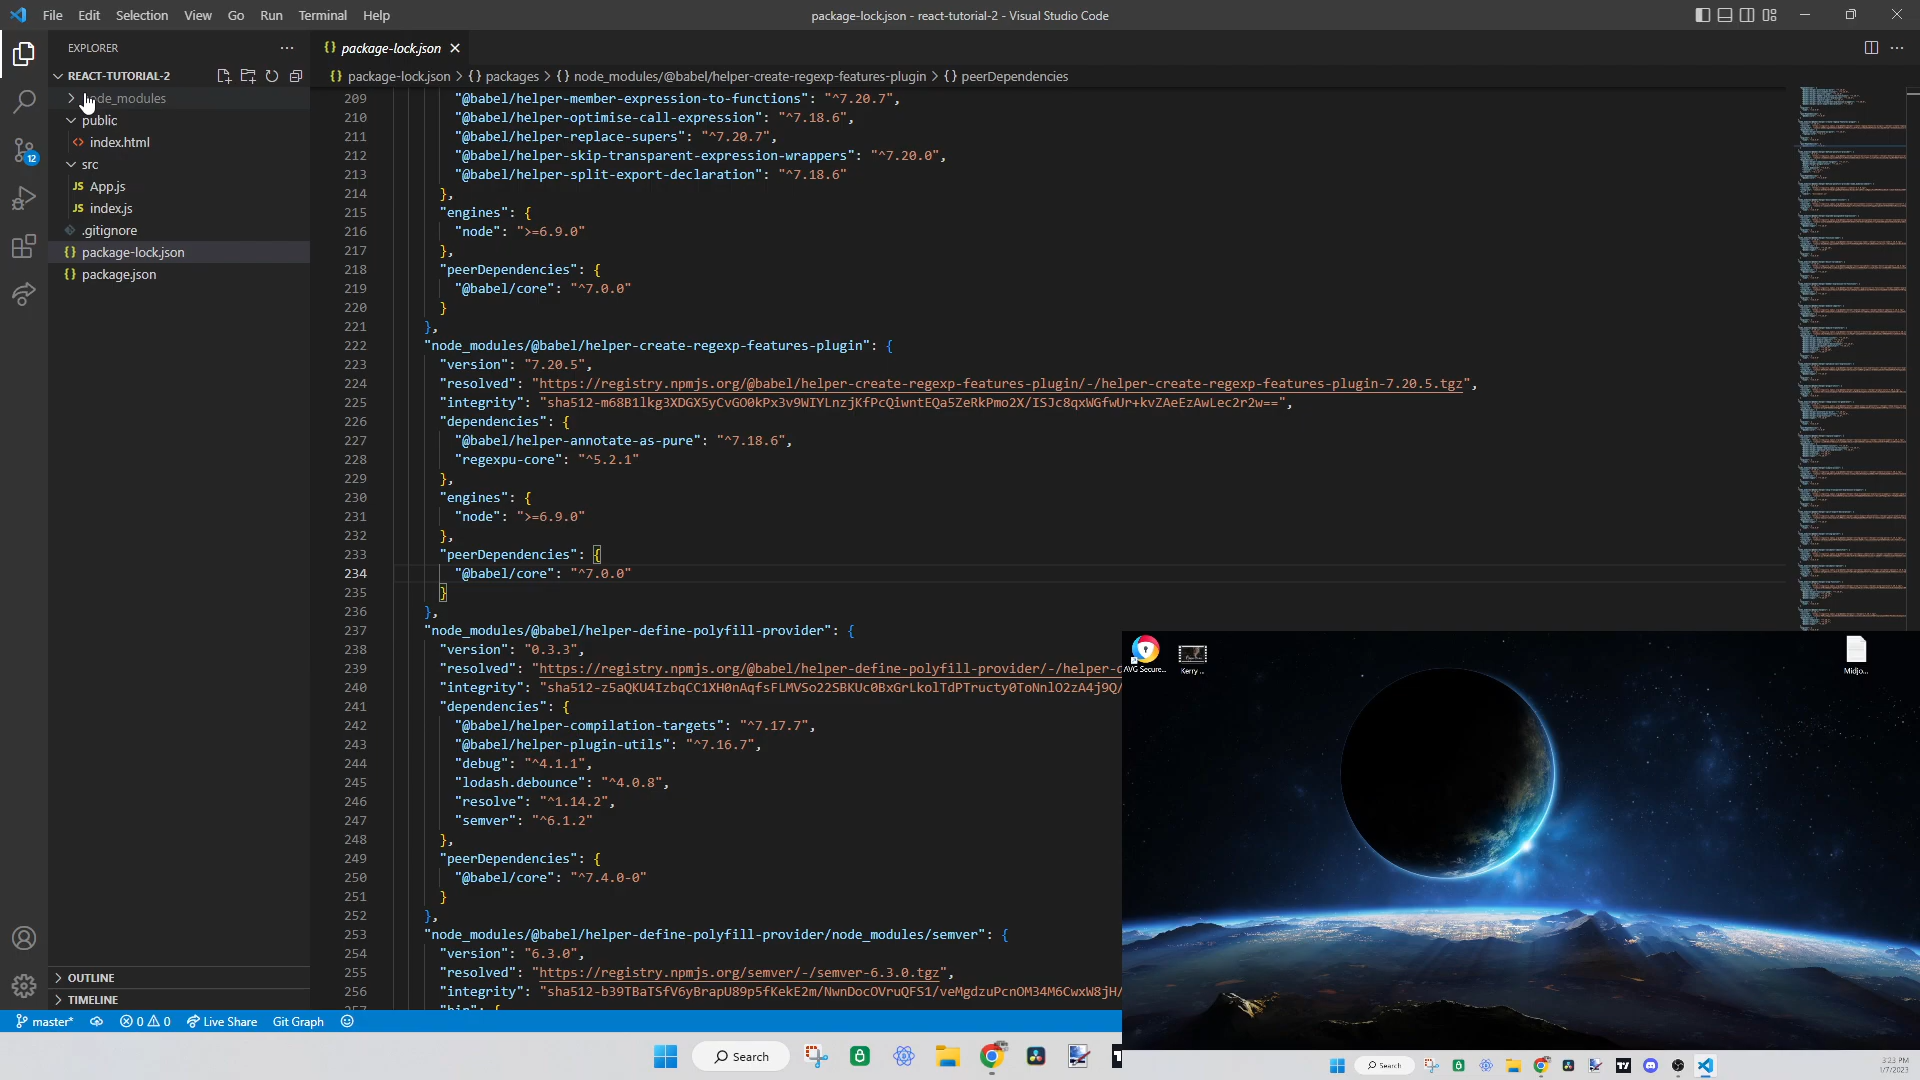 File Edit Selection View Go Run Terminal Help
package-lock.json - react-tutorial-2 - Visual Studio Code
EXPLORER
REACT-TUTORIAL-2
node_modules
public
index.html
src
App.js
index.js
.gitignore
package-lock.json
package.json
OUTLINE
TIMELINE
12
package-lock.json
package-lock.json > {} packages > {} node_modules/@babel/helper-create-regexp-features-plugin > {} peerDependencies
209 "@babel/helper-member-expression-to-functions": "^7.20.7",
210 "@babel/helper-optimise-call-expression": "^7.18.6",
211 "@babel/helper-replace-supers": "^7.20.7",
212 "@babel/helper-skip-transparent-expression-wrappers": "^7.20.0",
213 "@babel/helper-split-export-declaration": "^7.18.6"
214 },
215 "engines": {
216 "node": ">=6.9.0"
217 },
218 "peerDependencies": {
219 "@babel/core": "^7.0.0"
220 }
221 },
222 "node_modules/@babel/helper-create-regexp-features-plugin": {
223 "version": "7.20.5",
224 "resolved": "https://registry.npmjs.org/@babel/helper-create-regexp-features-plugin/-/helper-create-regexp-features-plugin-7.20.5.tgz",
225 "integrity": "sha512-m68B1lkg3XDGX5yCvGO0kPx3v9WIYLnzjKfPcQiwntEQa5ZeRkPmo2X/ISJc8qxWGfwUr+kvZAeEzAwLec2r2w==",
226 "dependencies": {
227 "@babel/helper-annotate-as-pure": "^7.18.6",
228 "regexpu-core": "^5.2.1"
229 },
230 "engines": {
231 "node": ">=6.9.0"
232 },
233 "peerDependencies": {
234 "@babel/core": "^7.0.0"
235 }
236 },
237 "node_modules/@babel/helper-define-polyfill-provider": {
238 "version": "0.3.3",
239 "resolved": "https://registry.npmjs.org/@babel/helper-define-polyfill-provider/-/helper-
240 "integrity": "sha512-z5aQKU4IzbqCC1XH0nAqfsFLMVSo22SBKUc0BxGrLkolTdPTructy0ToNnlO2zA4j9Q/
241 "dependencies": {
242 "@babel/helper-compilation-targets": "^7.17.7",
243 "@babel/helper-plugin-utils": "^7.16.7",
244 "debug": "^4.1.1",
245 "lodash.debounce": "^4.0.8",
246 "resolve": "^1.14.2",
247 "semver": "^6.1.2"
248 },
249 "peerDependencies": {
250 "@babel/core": "^7.4.0-0"
251 }
252 },
253 "node_modules/@babel/helper-define-polyfill-provider/node_modules/semver": {
254 "version": "6.3.0",
255 "resolved": "https://registry.npmjs.org/semver/-/semver-6.3.0.tgz",
256 "integrity": "sha512-b39TBaTSfV6yBrapU89p5fKekE2m/NwnDocOVruQFS1/veMgdzuPcnOM34M6CwxW8jH/
AVG Secure...
Kerry ...
Midjo...
master* 0 0 Live Share Git Graph
Search
Search
3:23 PM
1/7/2023